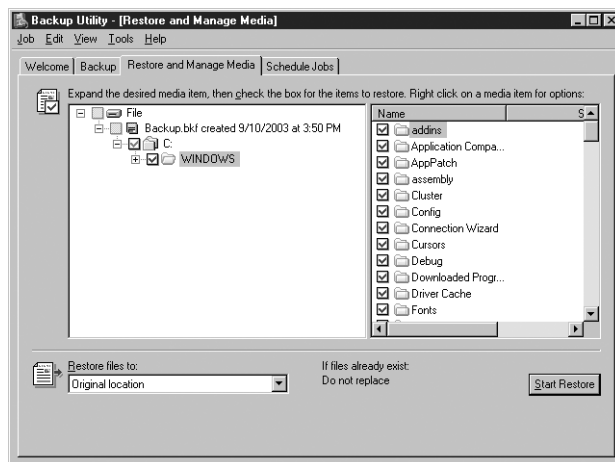 Backup Utility - [Restore and Manage Media]
Job Edit View Tools Help
Welcome Backup Restore and Manage Media Schedule Jobs
Expand the desired media item, then check the box for the items to restore. Right click on a media item for options:
File
Backup.bkf created 9/10/2003 at 3:50 PM
C:
WINDOWS
Name S
addins
Application Compa...
AppPatch
assembly
Cluster
Config
Connection Wizard
Cursors
Debug
Downloaded Progr...
Driver Cache
Fonts
Restore files to:
Original location
If files already exist:
Do not replace
Start Restore